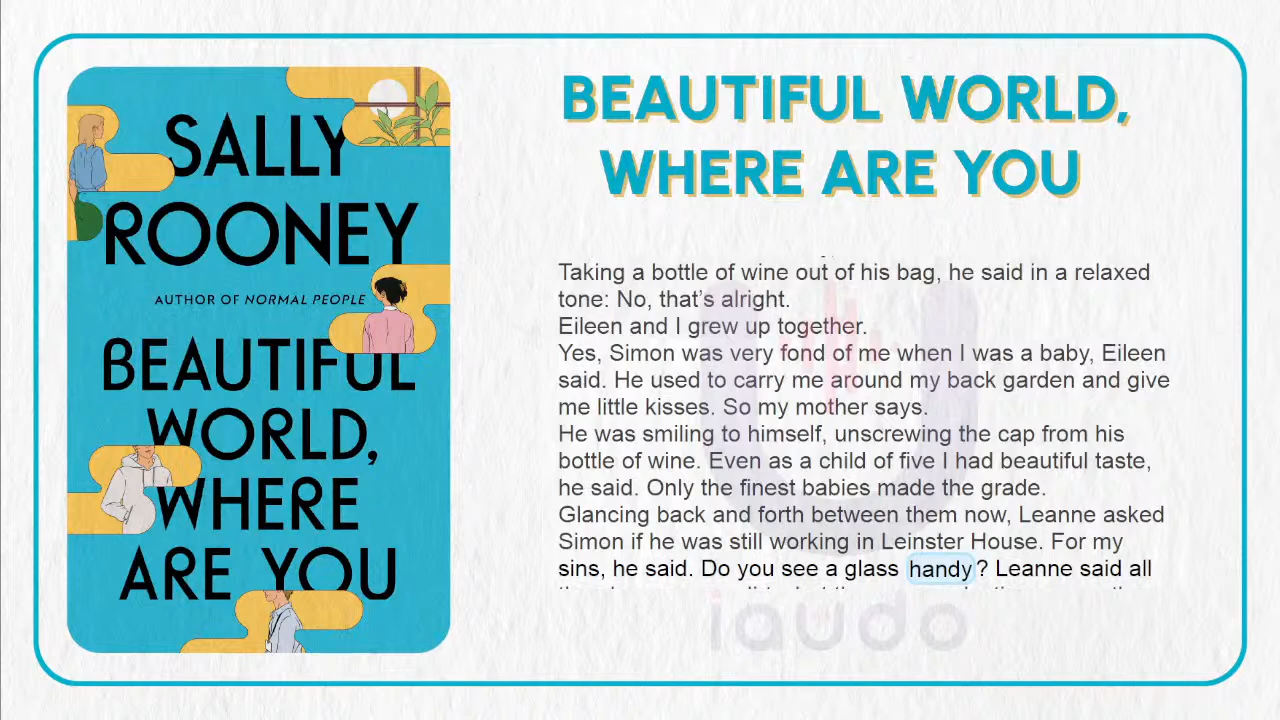 SALLY
ROONEY
AUTHOR OF NORMAL PEOPLE
BEAUTIFUL
WORLD,
WHERE
ARE YOU
BEAUTIFUL WORLD,
WHERE ARE YOU
Taking a bottle of wine out of his bag, he said in a relaxed
tone: No, that’s alright.
Eileen and I grew up together.
Yes, Simon was very fond of me when I was a baby, Eileen
said. He used to carry me around my back garden and give
me little kisses. So my mother says.
He was smiling to himself, unscrewing the cap from his
bottle of wine. Even as a child of five I had beautiful taste,
he said. Only the finest babies made the grade.
Glancing back and forth between them now, Leanne asked
Simon if he was still working in Leinster House. For my
sins, he said. Do you see a glass handy? Leanne said all
iaudo